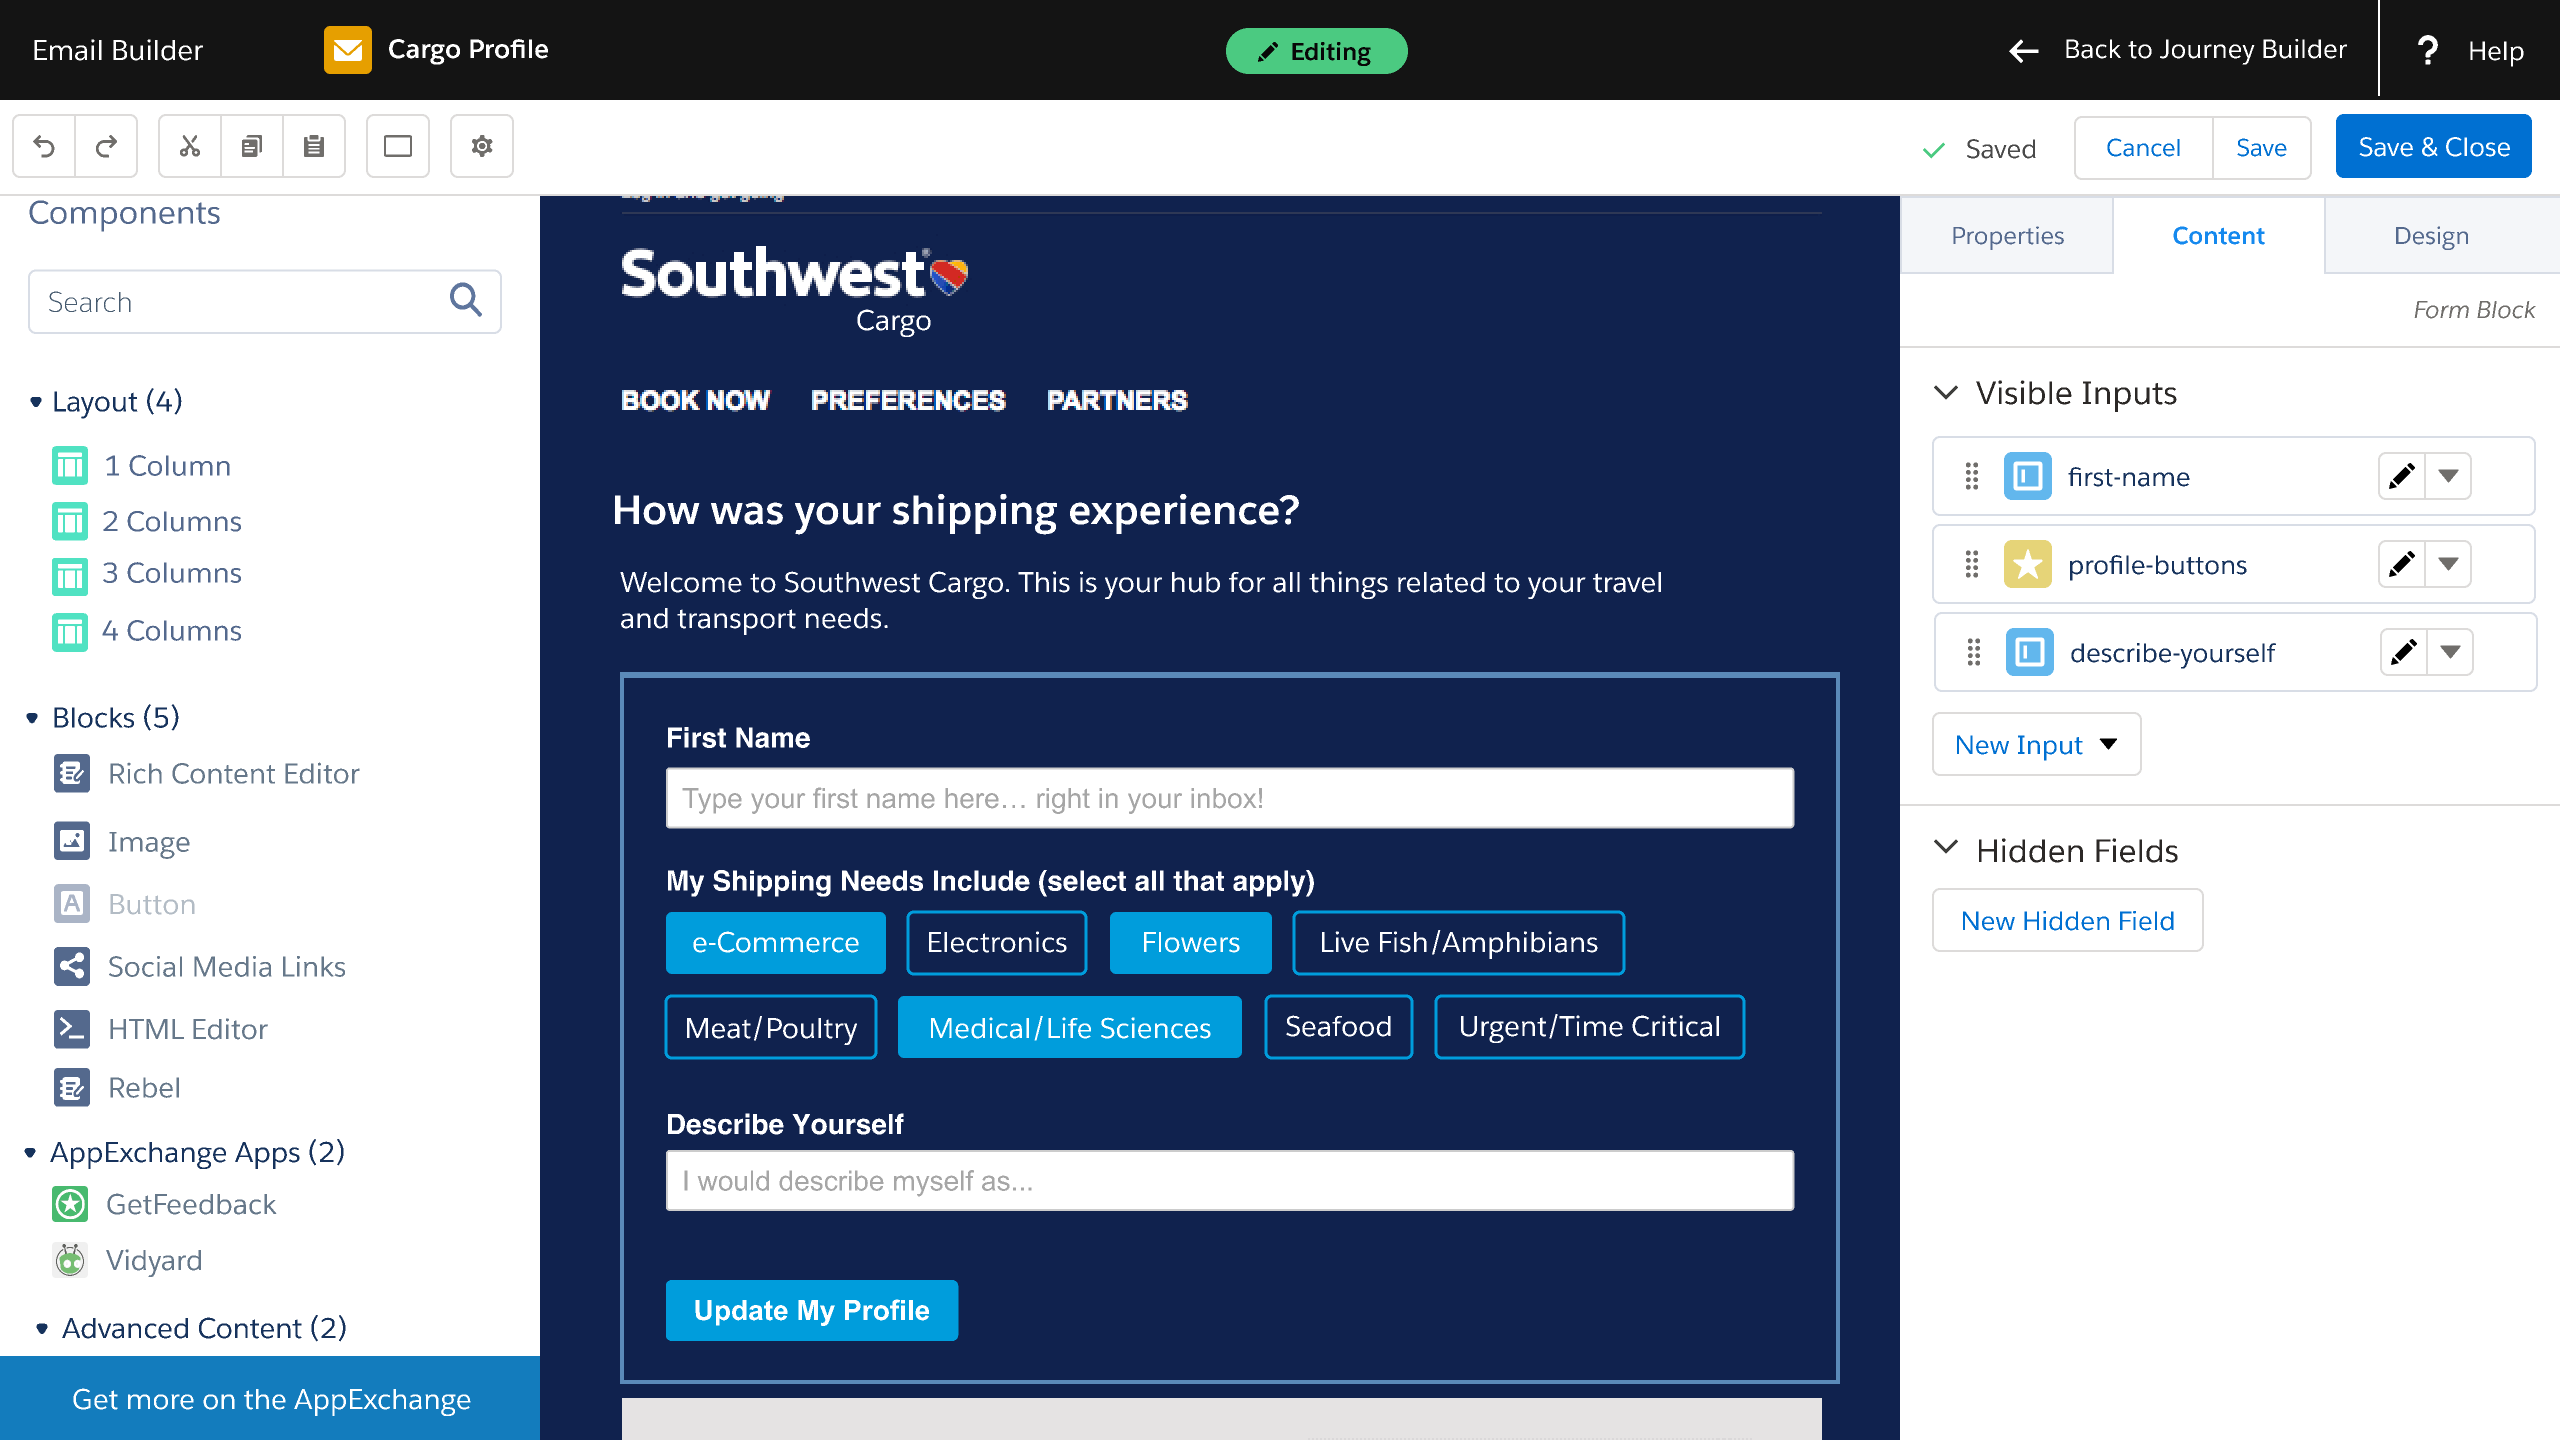 Email Builder
Cargo Profile
Editing
Back to Journey Builder
? Help
Saved
Cancel
Save
Save & Close
Components
Search
Layout (4)
1 Column
2 Columns
3 Columns
4 Columns
Blocks (5)
Rich Content Editor
Image
A Button
Social Media Links
HTML Editor
Rebel
AppExchange Apps (2)
GetFeedback
Vidyard
Advanced Content (2)
Get more on the AppExchange
Southwest
Cargo
BOOK NOW PREFERENCES PARTNERS
How was your shipping experience?
Welcome to Southwest Cargo. This is your hub for all things related to your travel
and transport needs.
First Name
Type your first name here... right in your inbox!
My Shipping Needs Include (select all that apply)
e-Commerce Electronics Flowers Live Fish/Amphibians
Meat/Poultry Medical/Life Sciences Seafood Urgent/Time Critical
Describe Yourself
I would describe myself as...
Update My Profile
Properties Content Design
Form Block
Visible Inputs
first-name
profile-buttons
describe-yourself
New Input
Hidden Fields
New Hidden Field